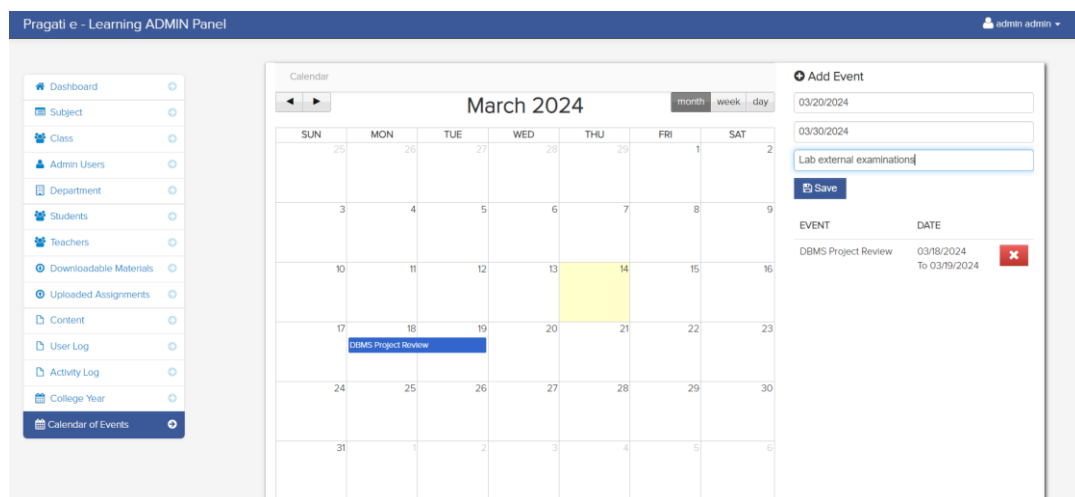 Pragati e - Learning ADMIN Panel
admin admin
Dashboard
Subject
Class
Admin Users
Department
Students
Teachers
Downloadable Materials
Uploaded Assignments
Content
User Log
Activity Log
College Year
Calendar of Events
Calendar
March 2024
month week day
SUN MON TUE WED THU FRI SAT
25 26 27 28 29 1 2
3 4 5 6 7 8 9
10 11 12 13 14 15 16
17 18 19 20 21 22 23
DBMS Project Review
24 25 26 27 28 29 30
31 1 2 3 4 5 6
Add Event
03/20/2024
03/30/2024
Lab external examinations
Save
EVENT DATE
DBMS Project Review 03/18/2024
To 03/19/2024